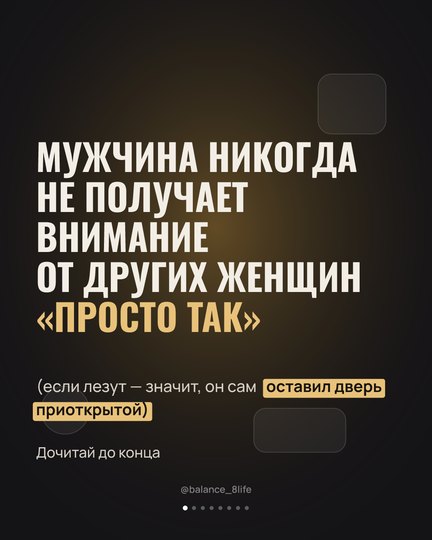 МУЖЧИНА НИКОГДА
НЕ ПОЛУЧАЕТ
ВНИМАНИЕ
ОТ ДРУГИХ ЖЕНЩИН
«ПРОСТО ТАК»
(если лезут — значит, он сам оставил дверь
приоткрытой)
Дочитай до конца
@balance_8life